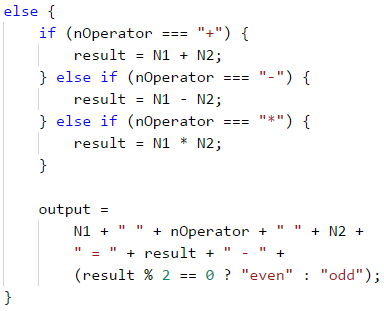 else {
    if (nOperator === "+") {
        result = N1 + N2;
    } else if (nOperator === "-") {
        result = N1 - N2;
    } else if (nOperator === "*") {
        result = N1 * N2;
    }

    output =
        N1 + " " + nOperator + " " + N2 +
        " = " + result + " - " +
        (result % 2 == 0 ? "even" : "odd");
}